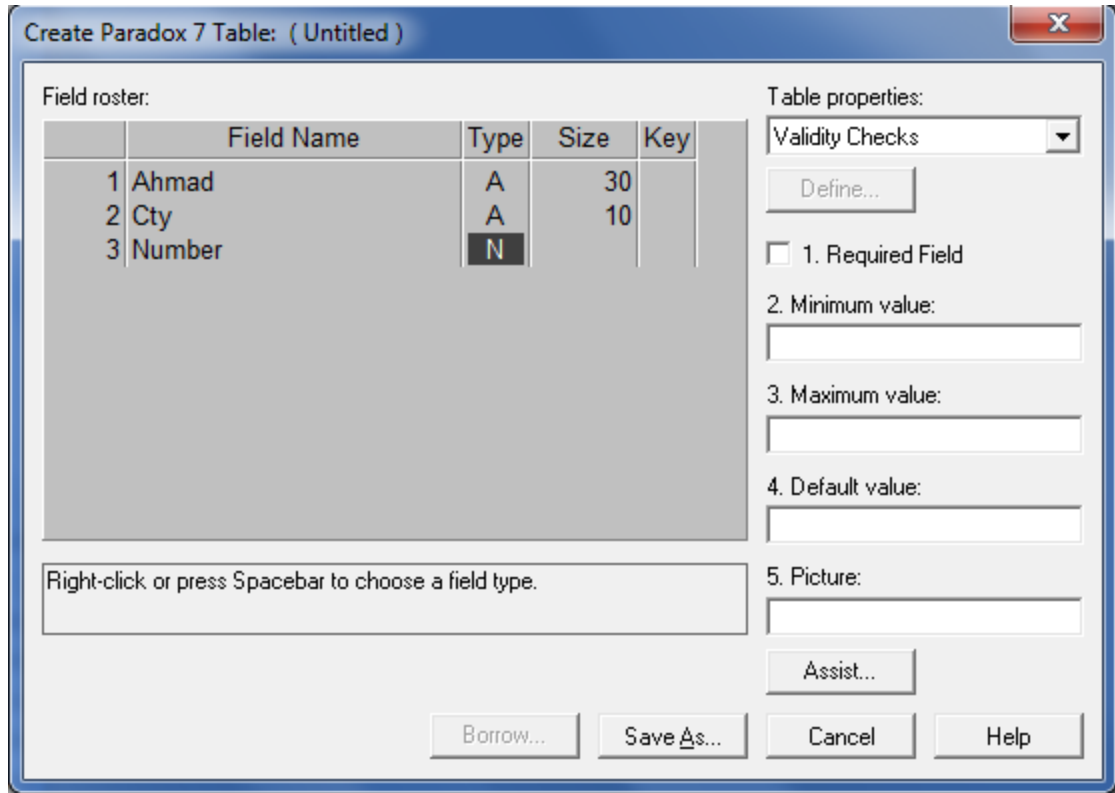 Create Paradox 7 Table: ( Untitled )
Field roster:
Field Name Type Size Key
1 Ahmad A 30
2 Cty A 10
3 Number N
Right-click or press Spacebar to choose a field type.
Table properties:
Validity Checks
Define...
1. Required Field
2. Minimum value:
3. Maximum value:
4. Default value:
5. Picture:
Assist...
Borrow... Save As... Cancel Help